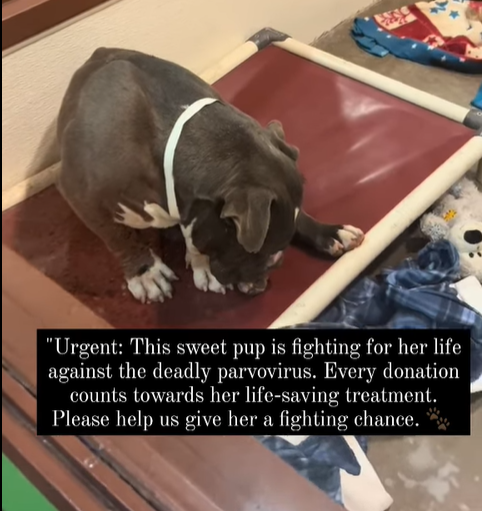 "Urgent: This sweet pup is fighting for her life
against the deadly parvovirus. Every donation
counts towards her life-saving treatment.
Please help us give her a fighting chance. 🐾